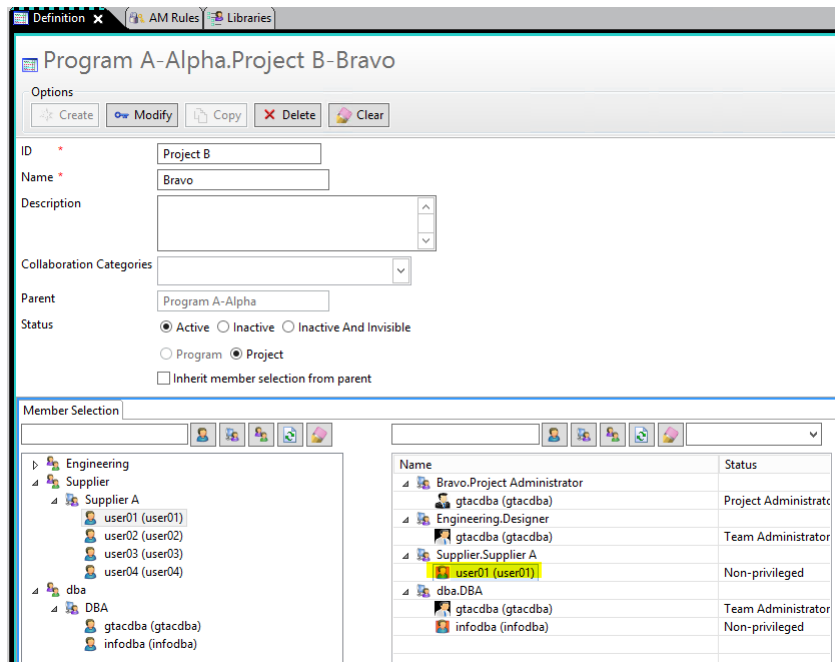 Definition AM Rules Libraries
Program A-Alpha.Project B-Bravo
Options
Create Modify Copy Delete Clear
ID * Project B
Name * Bravo
Description
Collaboration Categories
Parent Program A-Alpha
Status Active Inactive Inactive And Invisible
Program Project
Inherit member selection from parent
Member Selection
Engineering
Supplier
Supplier A
user01 (user01)
user02 (user02)
user03 (user03)
user04 (user04)
dba
DBA
gtacdba (gtacdba)
infodba (infodba)
Name Status
Bravo.Project Administrator
gtacdba (gtacdba) Project Administratc
Engineering.Designer
gtacdba (gtacdba) Team Administrator
Supplier.Supplier A
user01 (user01) Non-privileged
dba.DBA
gtacdba (gtacdba) Team Administrator
infodba (infodba) Non-privileged